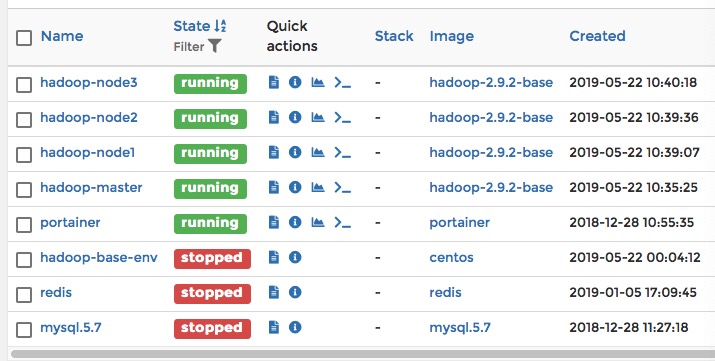 Name State Filter Quick actions Stack Image Created
hadoop-node3 running - hadoop-2.9.2-base 2019-05-22 10:40:18
hadoop-node2 running - hadoop-2.9.2-base 2019-05-22 10:39:36
hadoop-node1 running - hadoop-2.9.2-base 2019-05-22 10:39:07
hadoop-master running - hadoop-2.9.2-base 2019-05-22 10:35:25
portainer running - portainer 2018-12-28 10:55:35
hadoop-base-env stopped - centos 2019-05-22 00:04:12
redis stopped - redis 2019-01-05 17:09:45
mysql.5.7 stopped - mysql.5.7 2018-12-28 11:27:18